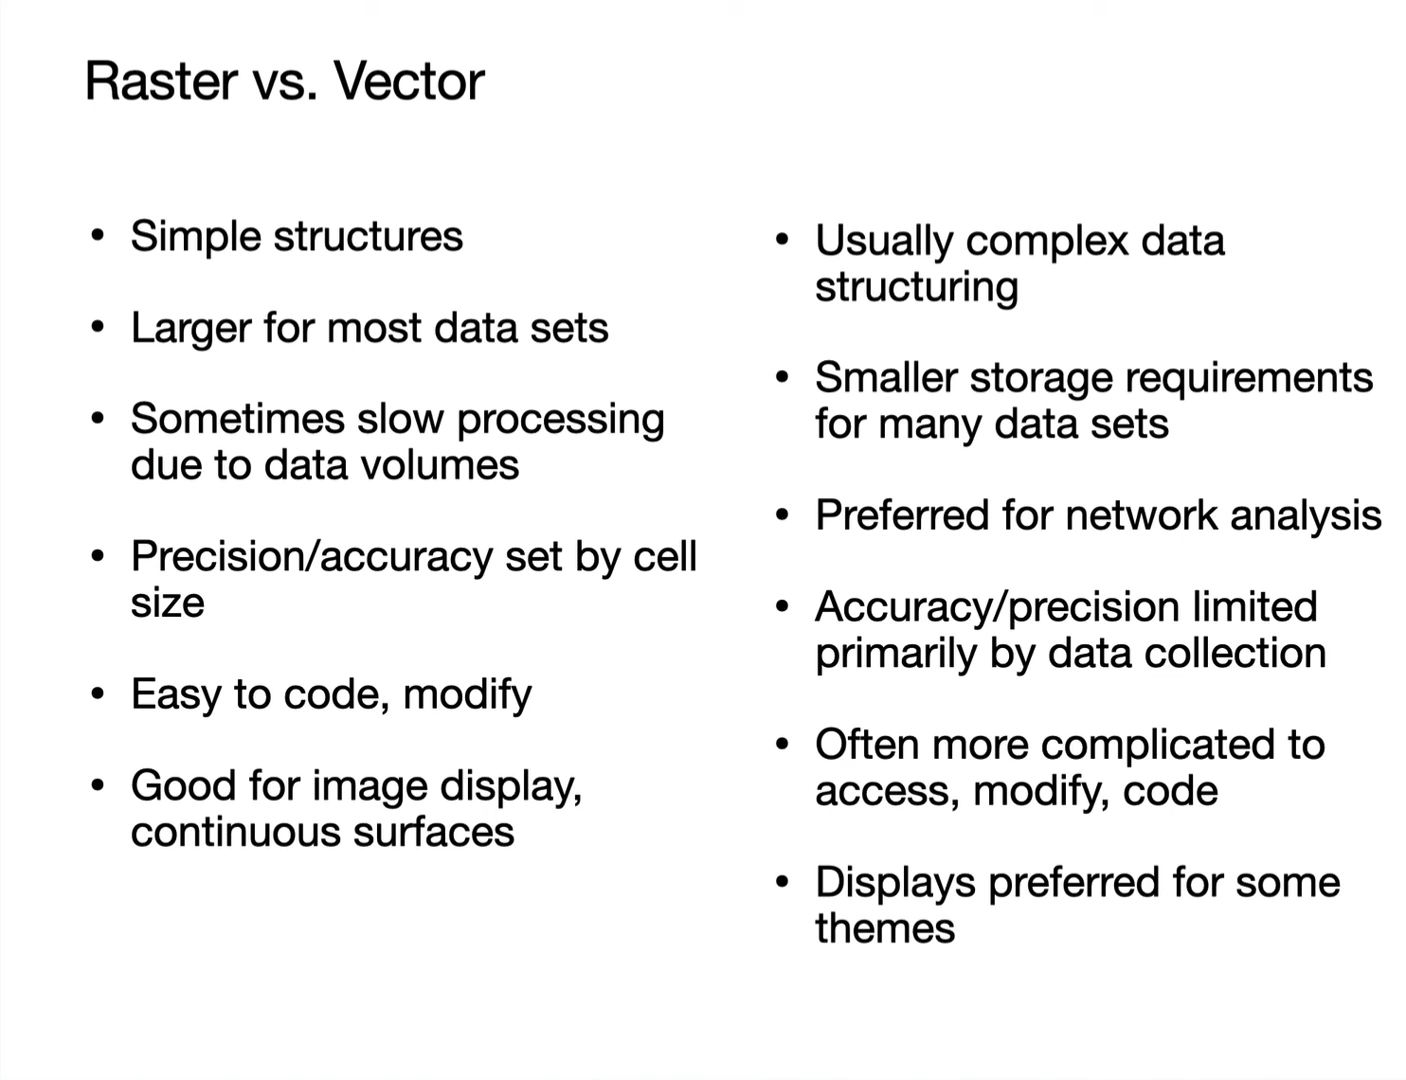 Raster vs. Vector
• Simple structures
• Larger for most data sets
• Sometimes slow processing
due to data volumes
• Precision/accuracy set by cell
size
• Easy to code, modify
• Good for image display,
continuous surfaces
• Usually complex data
structuring
• Smaller storage requirements
for many data sets
• Preferred for network analysis
• Accuracy/precision limited
primarily by data collection
• Often more complicated to
access, modify, code
• Displays preferred for some
themes